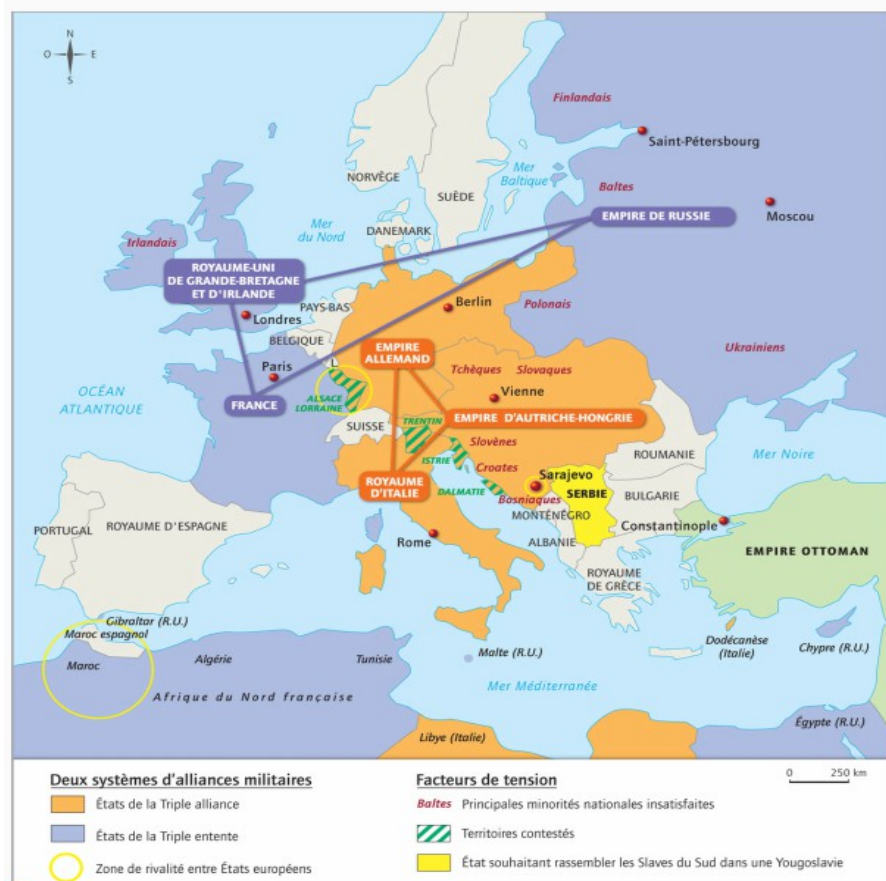 N
O
E
S
Finlandais
Saint-Pétersbourg
NORVÈGE
SUÈDE
Mer
Baltique
Baltes
Moscou
EMPIRE DE RUSSIE
Mer
du Nord
DANEMARK
Irlandais
ROYAUME-UNI
DE GRANDE-BRETAGNE
ET D'IRLANDE
Londres
PAYS-BAS
Berlin
Polonais
BELGIQUE
L
EMPIRE
ALLEMAND
Ukrainiens
Paris
Tchèques
Slovaques
Vienne
OCÉAN
ATLANTIQUE
FRANCE
ALSACE
LORRAINE
SUISSE
TRENTIN
EMPIRE D'AUTRICHE-HONGRIE
Slovènes
ISTRIE
Croates
ROUMANIE
Mer Noire
ROYAUME
D'ITALIE
DALMATIE
Sarajevo
Bosniaques
SERBIE
BULGARIE
MONTÉNÉGRO
Constantinople
PORTUGAL
ROYAUME D'ESPAGNE
Rome
ALBANIE
EMPIRE OTTOMAN
ROYAUME
DE GRÈCE
Gibraltar (R.U.)
Maroc espagnol
Maroc
Algérie
Tunisie
Malte (R.U.)
Dodécanèse
(Italie)
Chypre (R.U.)
Afrique du Nord française
Mer Méditerranée
Libye (Italie)
Égypte (R.U.)
Deux systèmes d'alliances militaires
États de la Triple alliance
États de la Triple entente
Zone de rivalité entre États européens
Facteurs de tension
Baltes Principales minorités nationales insatisfaites
Territoires contestés
État souhaitant rassembler les Slaves du Sud dans une Yougoslavie
0 250 km